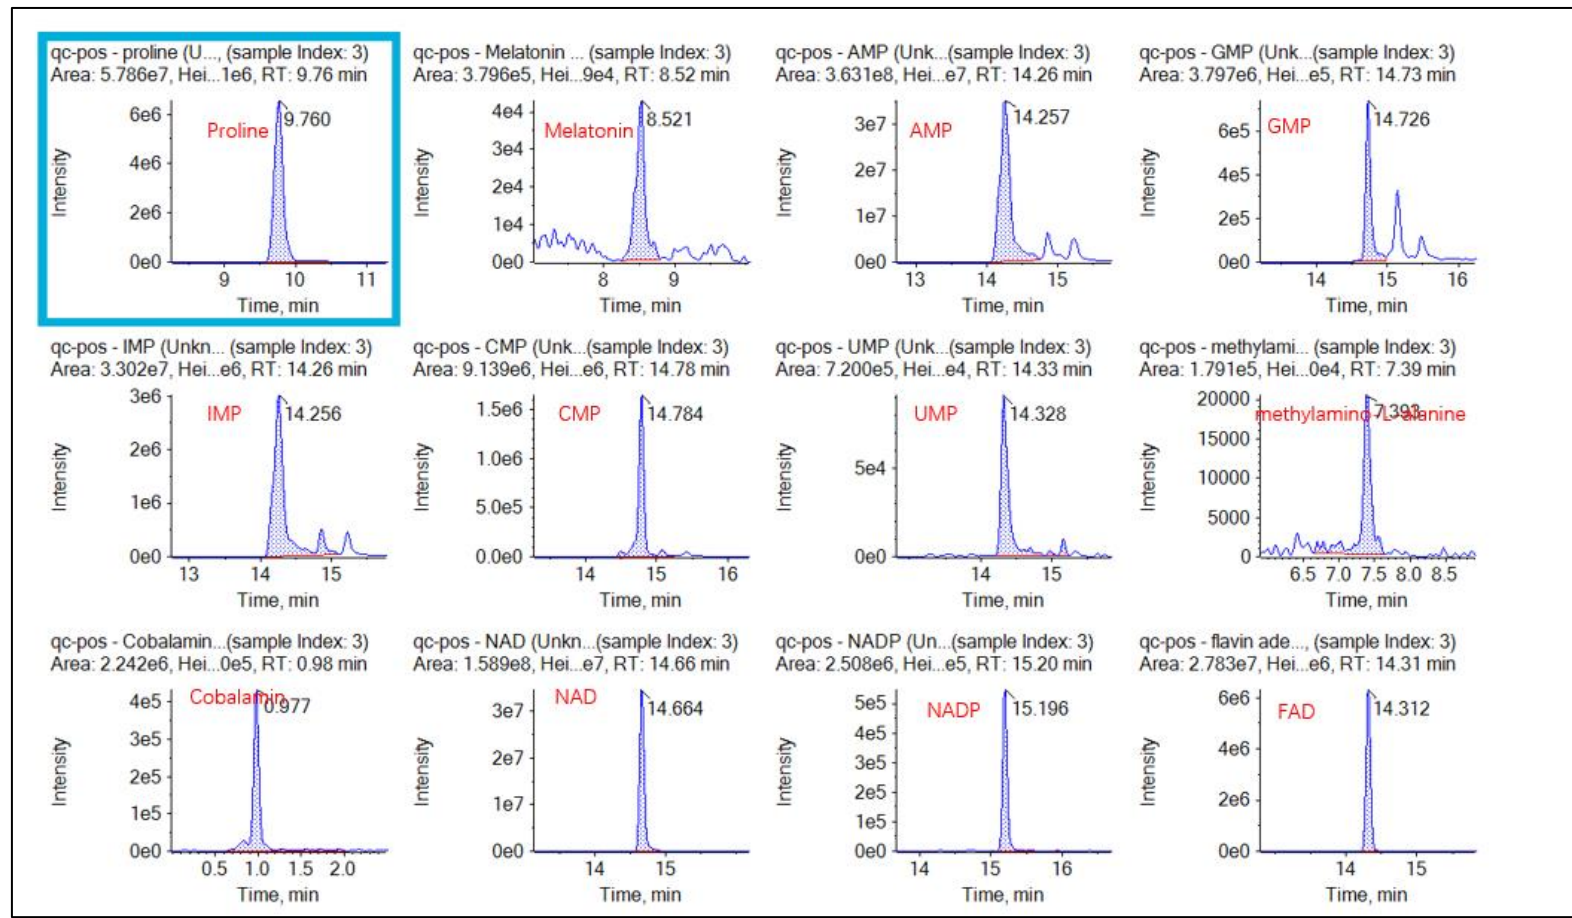 qc-pos - proline (U..., (sample Index: 3)
Area: 5.786e7, Hei...1e6, RT: 9.76 min
6e6
4e6
2e6
0e0
Intensity
Proline
9.760
9 10 11
Time, min
qc-pos - Melatonin ... (sample Index: 3)
Area: 3.796e5, Hei...9e4, RT: 8.52 min
4e4
3e4
2e4
1e4
0e0
Intensity
Melatonin
8.521
8 9
Time, min
qc-pos - AMP (Unk...(sample Index: 3)
Area: 3.631e8, Hei...e7, RT: 14.26 min
3e7
2e7
1e7
0e0
Intensity
AMP
14.257
13 14 15
Time, min
qc-pos - GMP (Unk... (sample Index: 3)
Area: 3.797e6, Hei...e5, RT: 14.73 min
6e5
4e5
2e5
0e0
Intensity
GMP
14.726
14 15 16
Time, min
qc-pos - IMP (Unkn... (sample Index: 3)
Area: 3.302e7, Hei...e6, RT: 14.26 min
3e6
2e6
1e6
0e0
Intensity
IMP
14.256
13 14 15
Time, min
qc-pos - CMP (Unk...(sample Index: 3)
Area: 9.139e6, Hei...e6, RT: 14.78 min
1.5e6
1.0e6
5.0e5
0.0e0
Intensity
CMP
14.784
14 15 16
Time, min
qc-pos - UMP (Unk...(sample Index: 3)
Area: 7.200e5, Hei...e4, RT: 14.33 min
5e4
0e0
Intensity
UMP
14.328
14 15
Time, min
qc-pos - methylami... (sample Index: 3)
Area: 1.791e5, Hei...0e4, RT: 7.39 min
20000
15000
10000
5000
0
Intensity
methylamino-L-alanine
7.393
6.5 7.0 7.5 8.0 8.5
Time, min
qc-pos - Cobalamin...(sample Index: 3)
Area: 2.242e6, Hei...0e5, RT: 0.98 min
4e5
3e5
2e5
1e5
0e0
Intensity
Cobalamin
0.977
0.5 1.0 1.5 2.0
Time, min
qc-pos - NAD (Unkn...(sample Index: 3)
Area: 1.589e8, Hei...e7, RT: 14.66 min
3e7
2e7
1e7
0e0
Intensity
NAD
14.664
14 15
Time, min
qc-pos - NADP (Un...(sample Index: 3)
Area: 2.508e6, Hei...e5, RT: 15.20 min
5e5
4e5
3e5
2e5
1e5
0e0
Intensity
NADP
15.196
14 15 16
Time, min
qc-pos - flavin ade..., (sample Index: 3)
Area: 2.783e7, Hei...e6, RT: 14.31 min
6e6
4e6
2e6
0e0
Intensity
FAD
14.312
14 15
Time, min